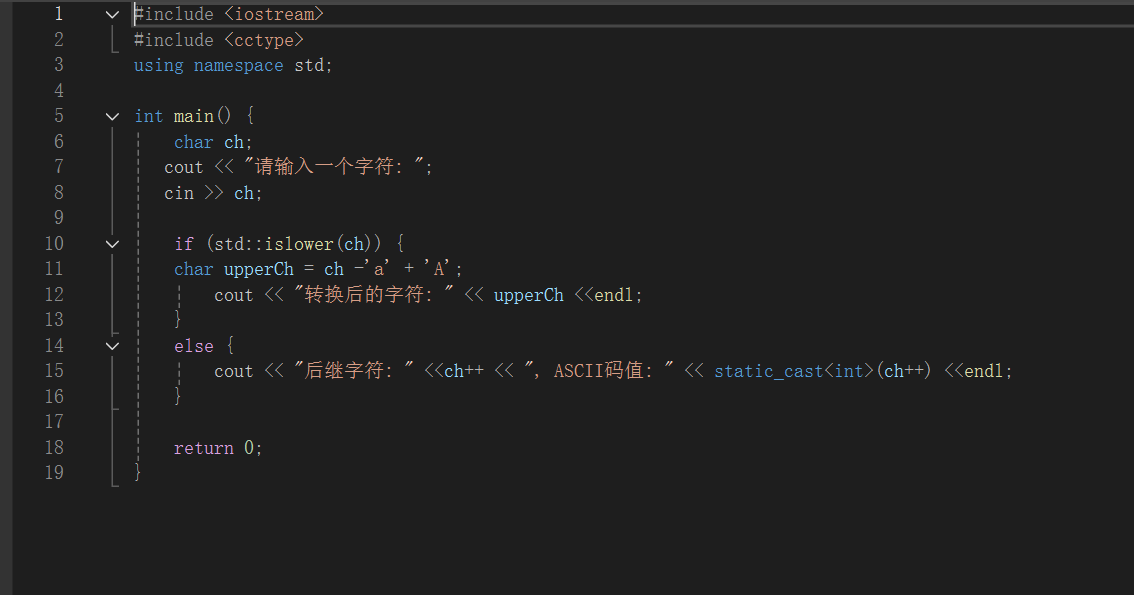 1 #include <iostream>
2 #include <cctype>
3 using namespace std;
4
5 int main() {
6 char ch;
7 cout << "请输入一个字符: ";
8 cin >> ch;
9
10 if (std::islower(ch)) {
11 char upperCh = ch -'a' + 'A';
12 cout << "转换后的字符: " << upperCh <<endl;
13 }
14 else {
15 cout << "后继字符: " <<ch++ << ", ASCII码值: " << static_cast<int>(ch++) <<endl;
16 }
17
18 return 0;
19 }